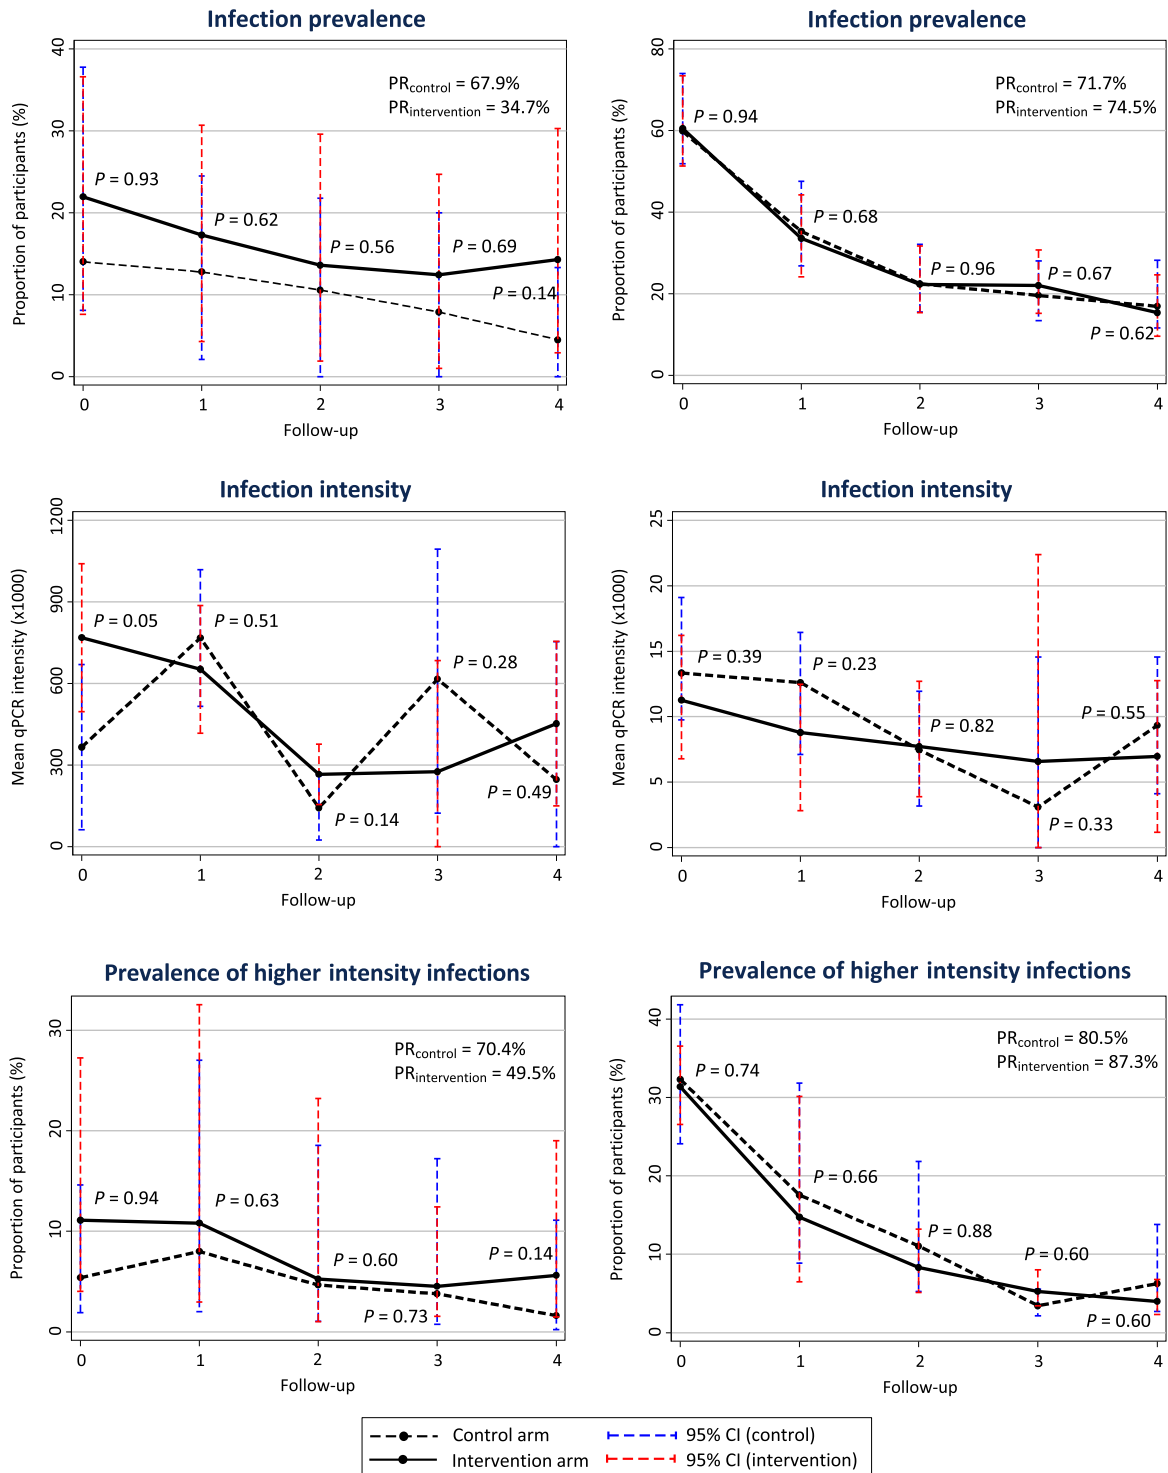 Infection prevalence
Proportion of participants (%)
40
30
20
10
0
PRcontrol = 67.9%
PRintervention = 34.7%
P = 0.93
P = 0.62
P = 0.56
P = 0.69
P = 0.14
0 1 2 3 4
Follow-up
Infection prevalence
Proportion of participants (%)
80
60
40
20
0
PRcontrol = 71.7%
PRintervention = 74.5%
P = 0.94
P = 0.68
P = 0.96
P = 0.67
P = 0.62
0 1 2 3 4
Follow-up
Infection intensity
Mean qPCR intensity (x1000)
1200
900
600
300
0
P = 0.05
P = 0.51
P = 0.14
P = 0.28
P = 0.49
0 1 2 3 4
Follow-up
Infection intensity
Mean qPCR intensity (x1000)
25
20
15
10
5
0
P = 0.39
P = 0.23
P = 0.82
P = 0.33
P = 0.55
0 1 2 3 4
Follow-up
Prevalence of higher intensity infections
Proportion of participants (%)
30
20
10
0
PRcontrol = 70.4%
PRintervention = 49.5%
P = 0.94
P = 0.63
P = 0.60
P = 0.73
P = 0.14
0 1 2 3 4
Follow-up
Prevalence of higher intensity infections
Proportion of participants (%)
40
30
20
10
0
PRcontrol = 80.5%
PRintervention = 87.3%
P = 0.74
P = 0.66
P = 0.88
P = 0.60
P = 0.60
0 1 2 3 4
Follow-up
Control arm
95% CI (control)
Intervention arm
95% CI (intervention)